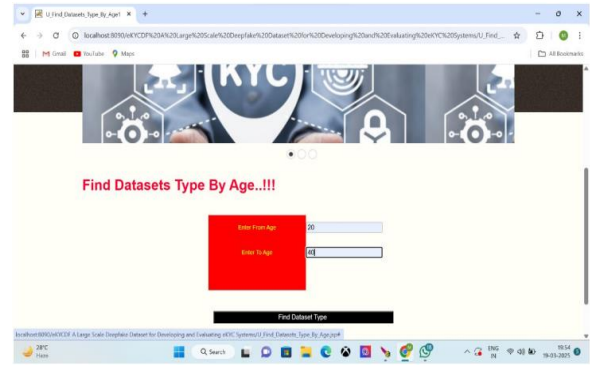 U_Find_Datasets_Type_By_Age1
localhost:8090/eKYCDF%20A%20Large%20Scale%20Deepfake%20Dataset%20for%20Developing%20and%20Evaluating%20eKYC%20Systems/U_Find_...
Gmail YouTube Maps All Bookmarks
KYC
Find Datasets Type By Age..!!!
Enter From Age 20
Enter To Age 40
Find Dataset Type
localhost:8090/eKYCDF A Large Scale Deepfake Dataset for Developing and Evaluating eKYC Systems/U_Find_Datasets_Type_By_Age.jsp#
28°C
Haze
Search
ENG
IN
19:54
19-03-2025